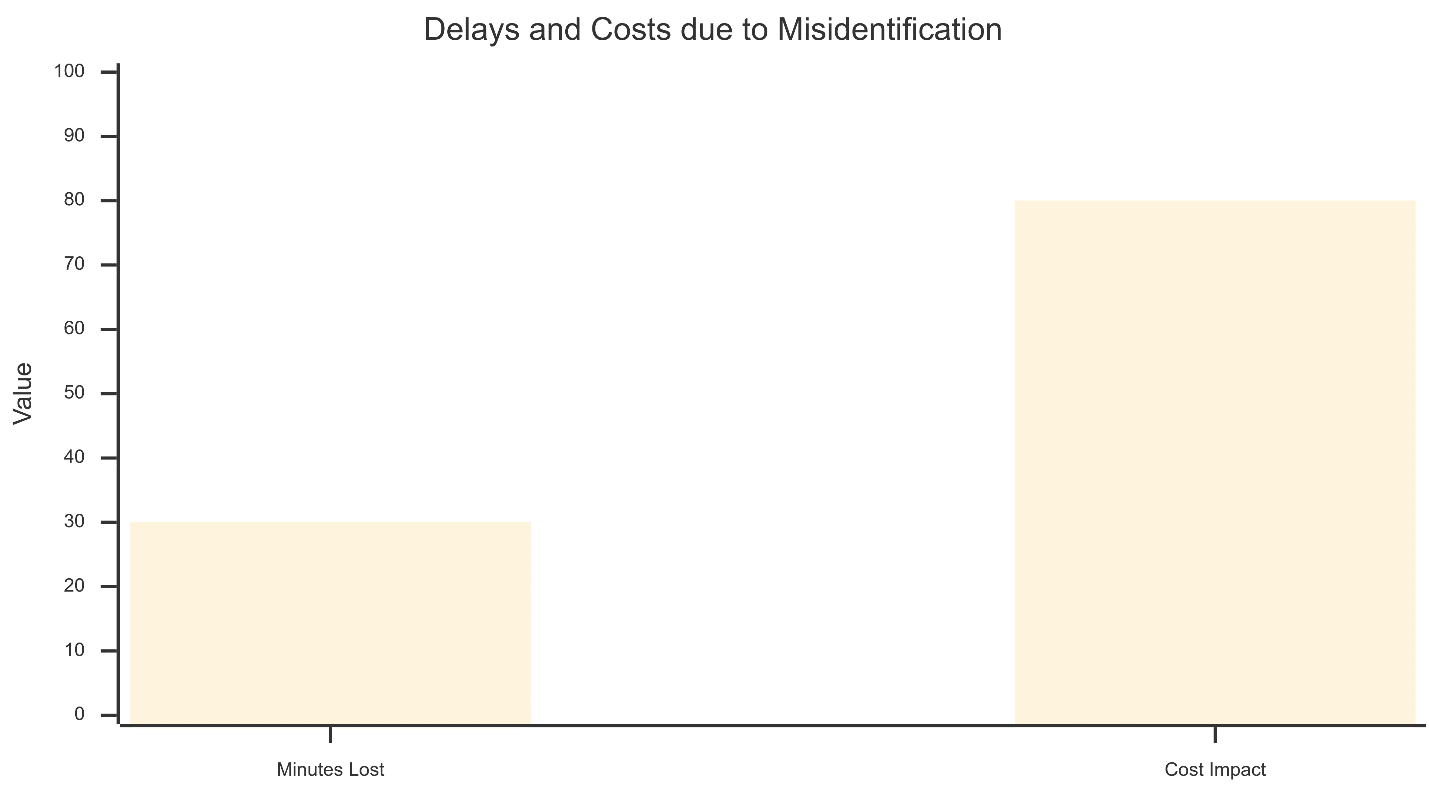 Delays and Costs due to Misidentification
100
90
80
70
60
50
40
30
20
10
0
Value
Minutes Lost
Cost Impact